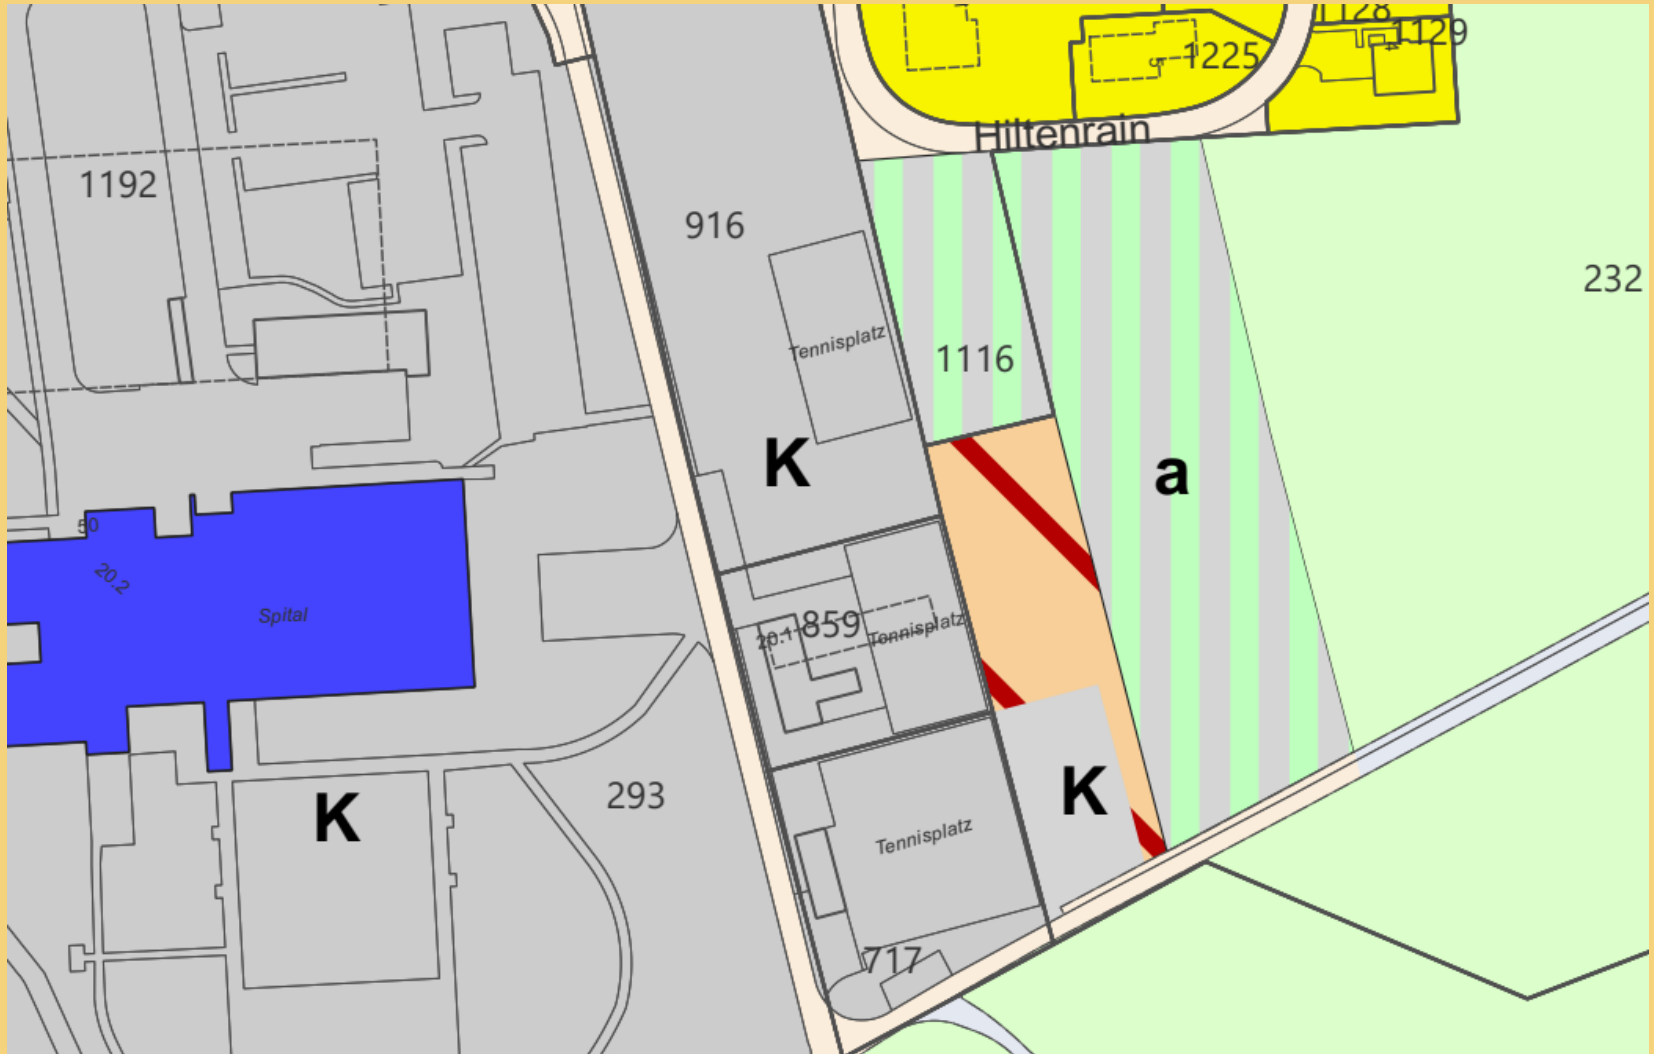 1128
1129
1225
Hiltenrain
1192
916
232
Tennisplatz
1116
K
a
50
20.2
Spital
859
20.1
Tennisplatz
K
293
K
Tennisplatz
717